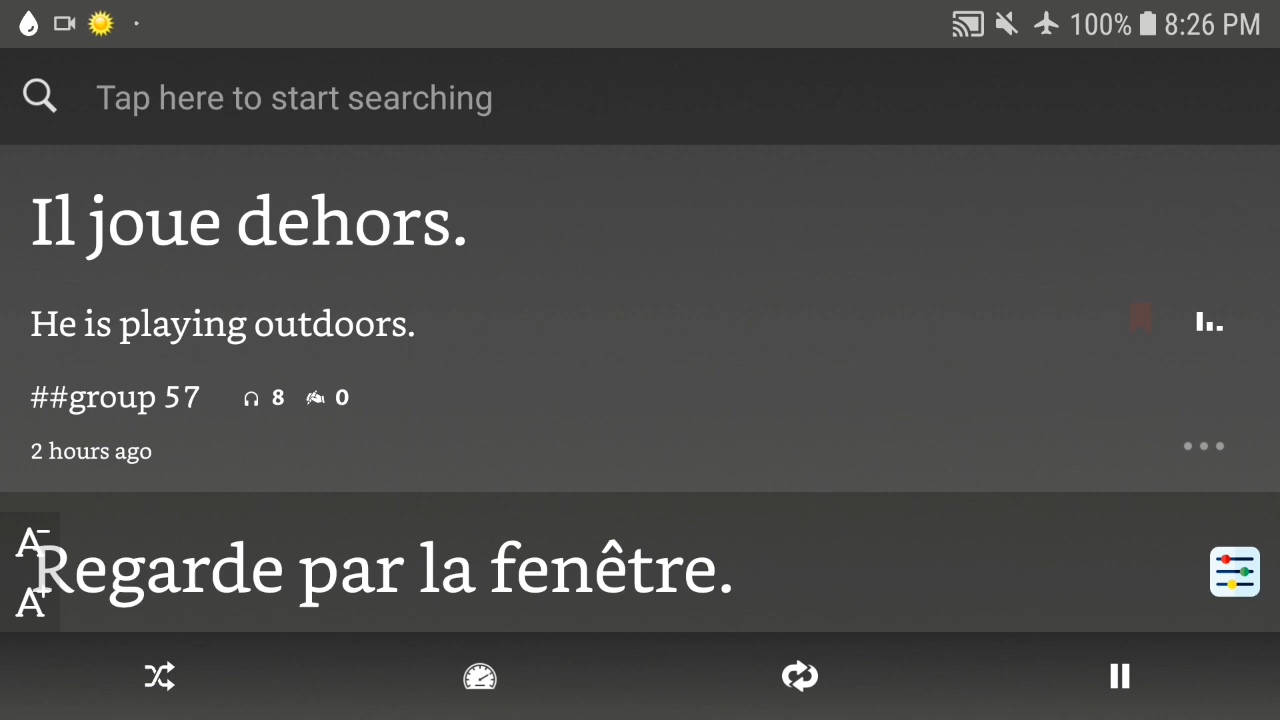 100% 8:26 PM
Tap here to start searching
Il joue dehors.
He is playing outdoors.
##group 57 8 0
2 hours ago
A-
Regarde par la fenêtre.
A+